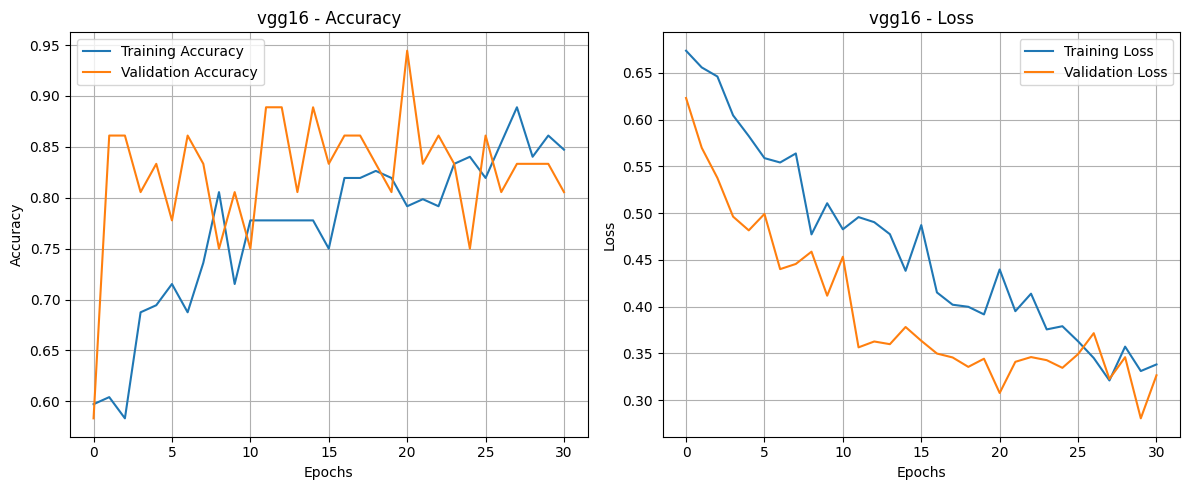 vgg16 - Accuracy
Training Accuracy
Validation Accuracy
0.95
0.90
0.85
0.80
0.75
0.70
0.65
0.60
Accuracy
0 5 10 15 20 25 30
Epochs
vgg16 - Loss
Training Loss
Validation Loss
0.65
0.60
0.55
0.50
0.45
0.40
0.35
0.30
Loss
0 5 10 15 20 25 30
Epochs